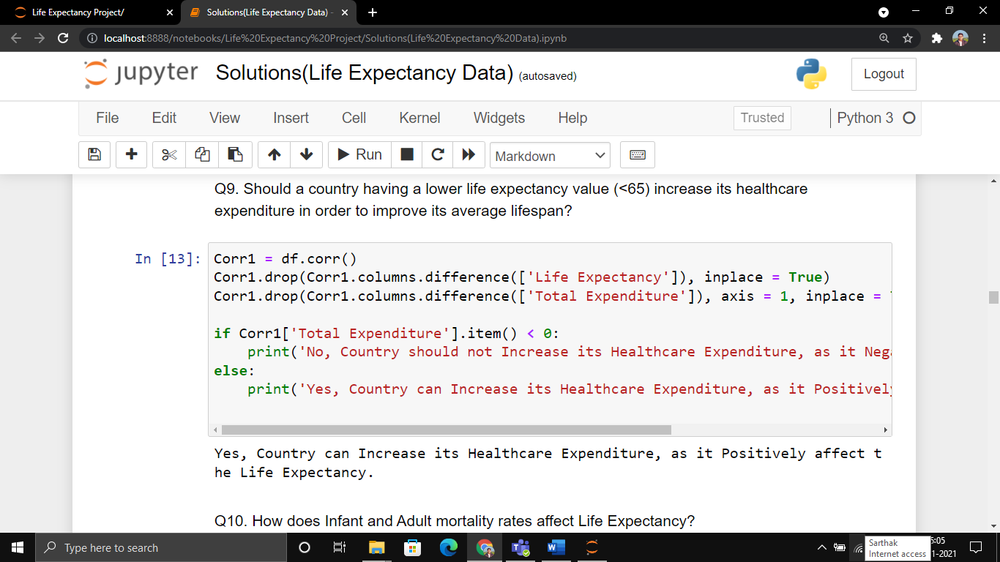 Life Expectancy Project/
Solutions(Life Expectancy Data) -
localhost:8888/notebooks/Life%20Expectancy%20Project/Solutions(Life%20Expectancy%20Data).ipynb
jupyter Solutions(Life Expectancy Data) (autosaved)
Logout
File Edit View Insert Cell Kernel Widgets Help Trusted Python 3
Run Markdown
Q9. Should a country having a lower life expectancy value (<65) increase its healthcare
expenditure in order to improve its average lifespan?
In [13]: Corr1 = df.corr()
Corr1.drop(Corr1.columns.difference(['Life Expectancy']), inplace = True)
Corr1.drop(Corr1.columns.difference(['Total Expenditure']), axis = 1, inplace =
if Corr1['Total Expenditure'].item() < 0:
    print('No, Country should not Increase its Healthcare Expenditure, as it Neg
else:
    print('Yes, Country can Increase its Healthcare Expenditure, as it Positively
Yes, Country can Increase its Healthcare Expenditure, as it Positively affect t
he Life Expectancy.
Q10. How does Infant and Adult mortality rates affect Life Expectancy?
Type here to search
Sarthak
Internet access
5:05
1-2021